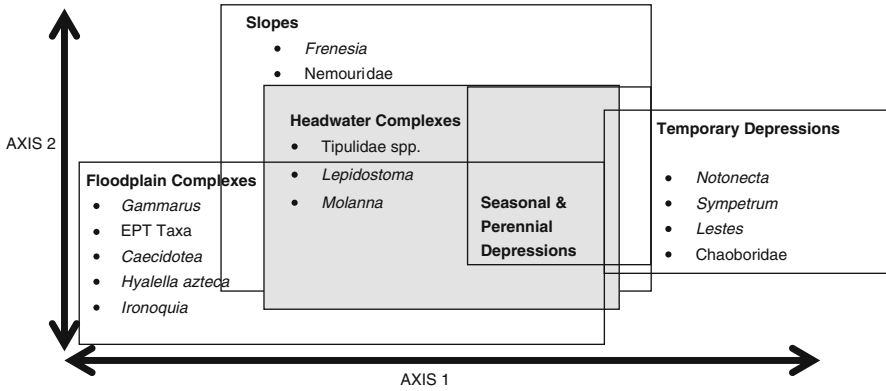 Slopes
• Frenesia
• Nemouridae
Headwater Complexes
• Tipulidae spp.
• Lepidostoma
• Molanna
Temporary Depressions
• Notonecta
• Sympetrum
• Lestes
• Chaoboridae
AXIS 2
Floodplain Complexes
• Gammarus
• EPT Taxa
• Caecidotea
• Hyalella azteca
• Ironoquia
Seasonal &
Perennial
Depressions
AXIS 1